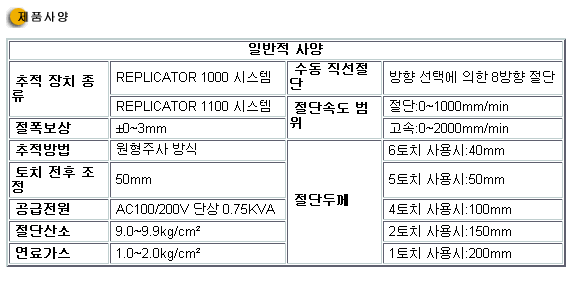 제품사양
일반적 사양
추적 장치 종류
REPLICATOR 1000 시스템
수동 직선절단
방향 선택에 의한 8방향 절단
REPLICATOR 1100 시스템
절단속도 범위
절단:0~1000mm/min
절폭보상
±0~3mm
고속:0~2000mm/min
추적방법
원형주사 방식
절단두께
6토치 사용시:40mm
토치 전후 조정
50mm
5토치 사용시:50mm
공급전원
AC100/200V 단상 0.75KVA
4토치 사용시:100mm
절단산소
9.0~9.9kg/cm²
2토치 사용시:150mm
연료가스
1.0~2.0kg/cm²
1토치 사용시:200mm